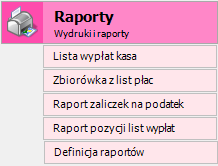 Raporty
Wydruki i raporty
Lista wypłat kasa
Zbiorówka z list płac
Raport zaliczek na podatek
Raport pozycji list wypłat
Definicja raportów